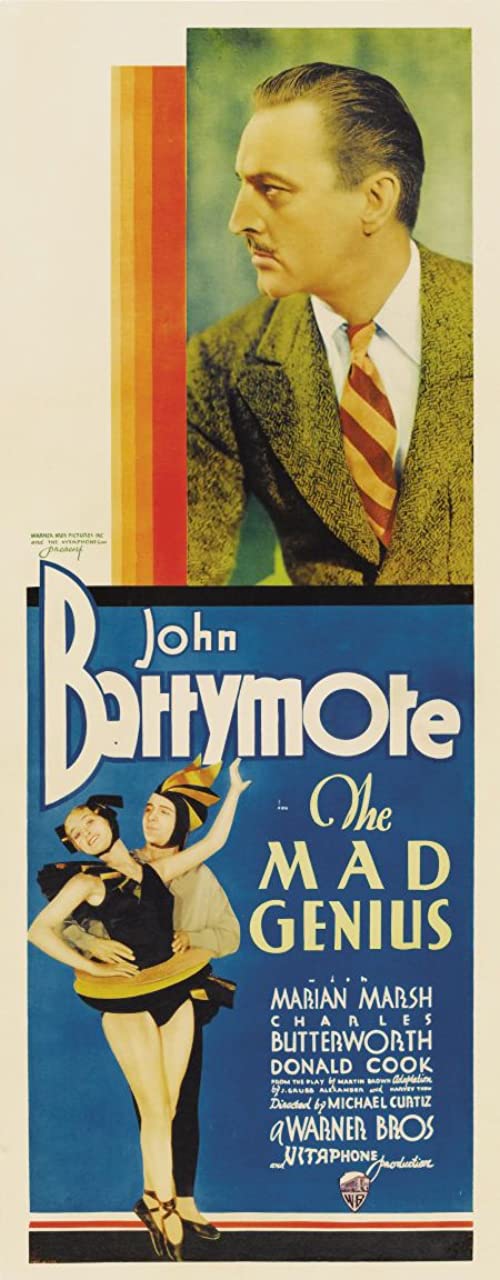 WARNER BROS PICTURES INC
AND THE VITAPHONE CORP
present
John
Barrymore
in
The
MAD
GENIUS
with
MARIAN MARSH
CHARLES
BUTTERWORTH
DONALD COOK
FROM THE PLAY by MARTIN BROWN Adaptation
by J. GRUBB ALEXANDER and HARVEY THEW
Directed by MICHAEL CURTIZ
a WARNER BROS
and VITAPHONE production
WB